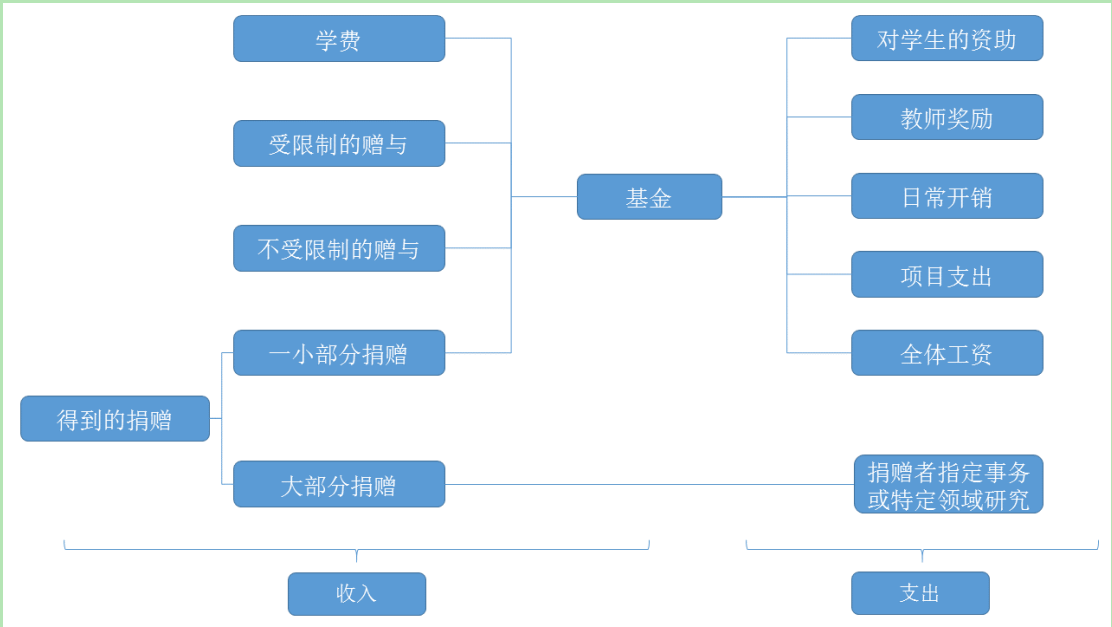 学费
对学生的资助
受限制的赠与
教师奖励
基金
日常开销
不受限制的赠与
项目支出
一小部分捐赠
全体工资
得到的捐赠
大部分捐赠
捐赠者指定事务
或特定领域研究
收入
支出